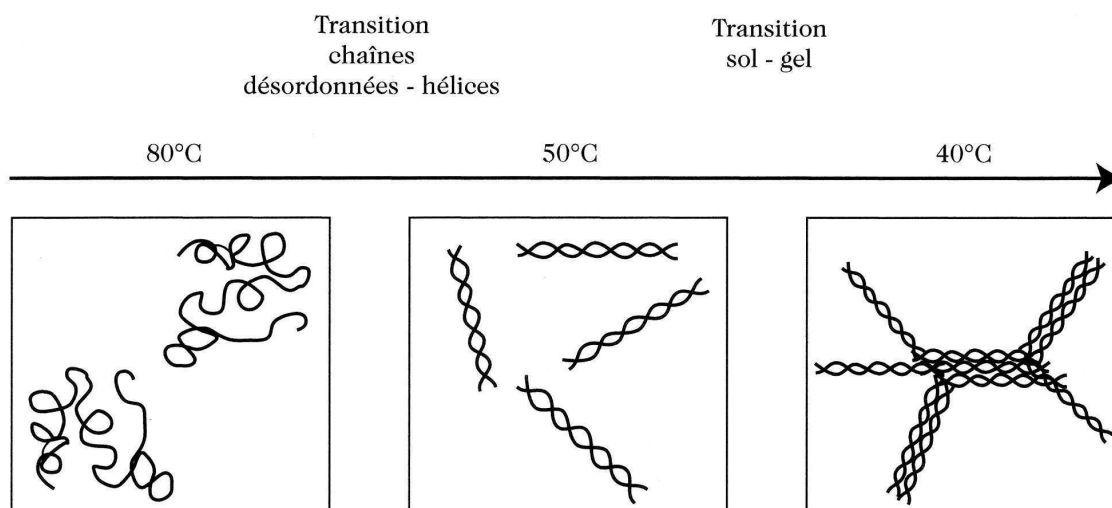 Transition
chaînes
désordonnées - hélices
Transition
sol - gel
80°C
50°C
40°C